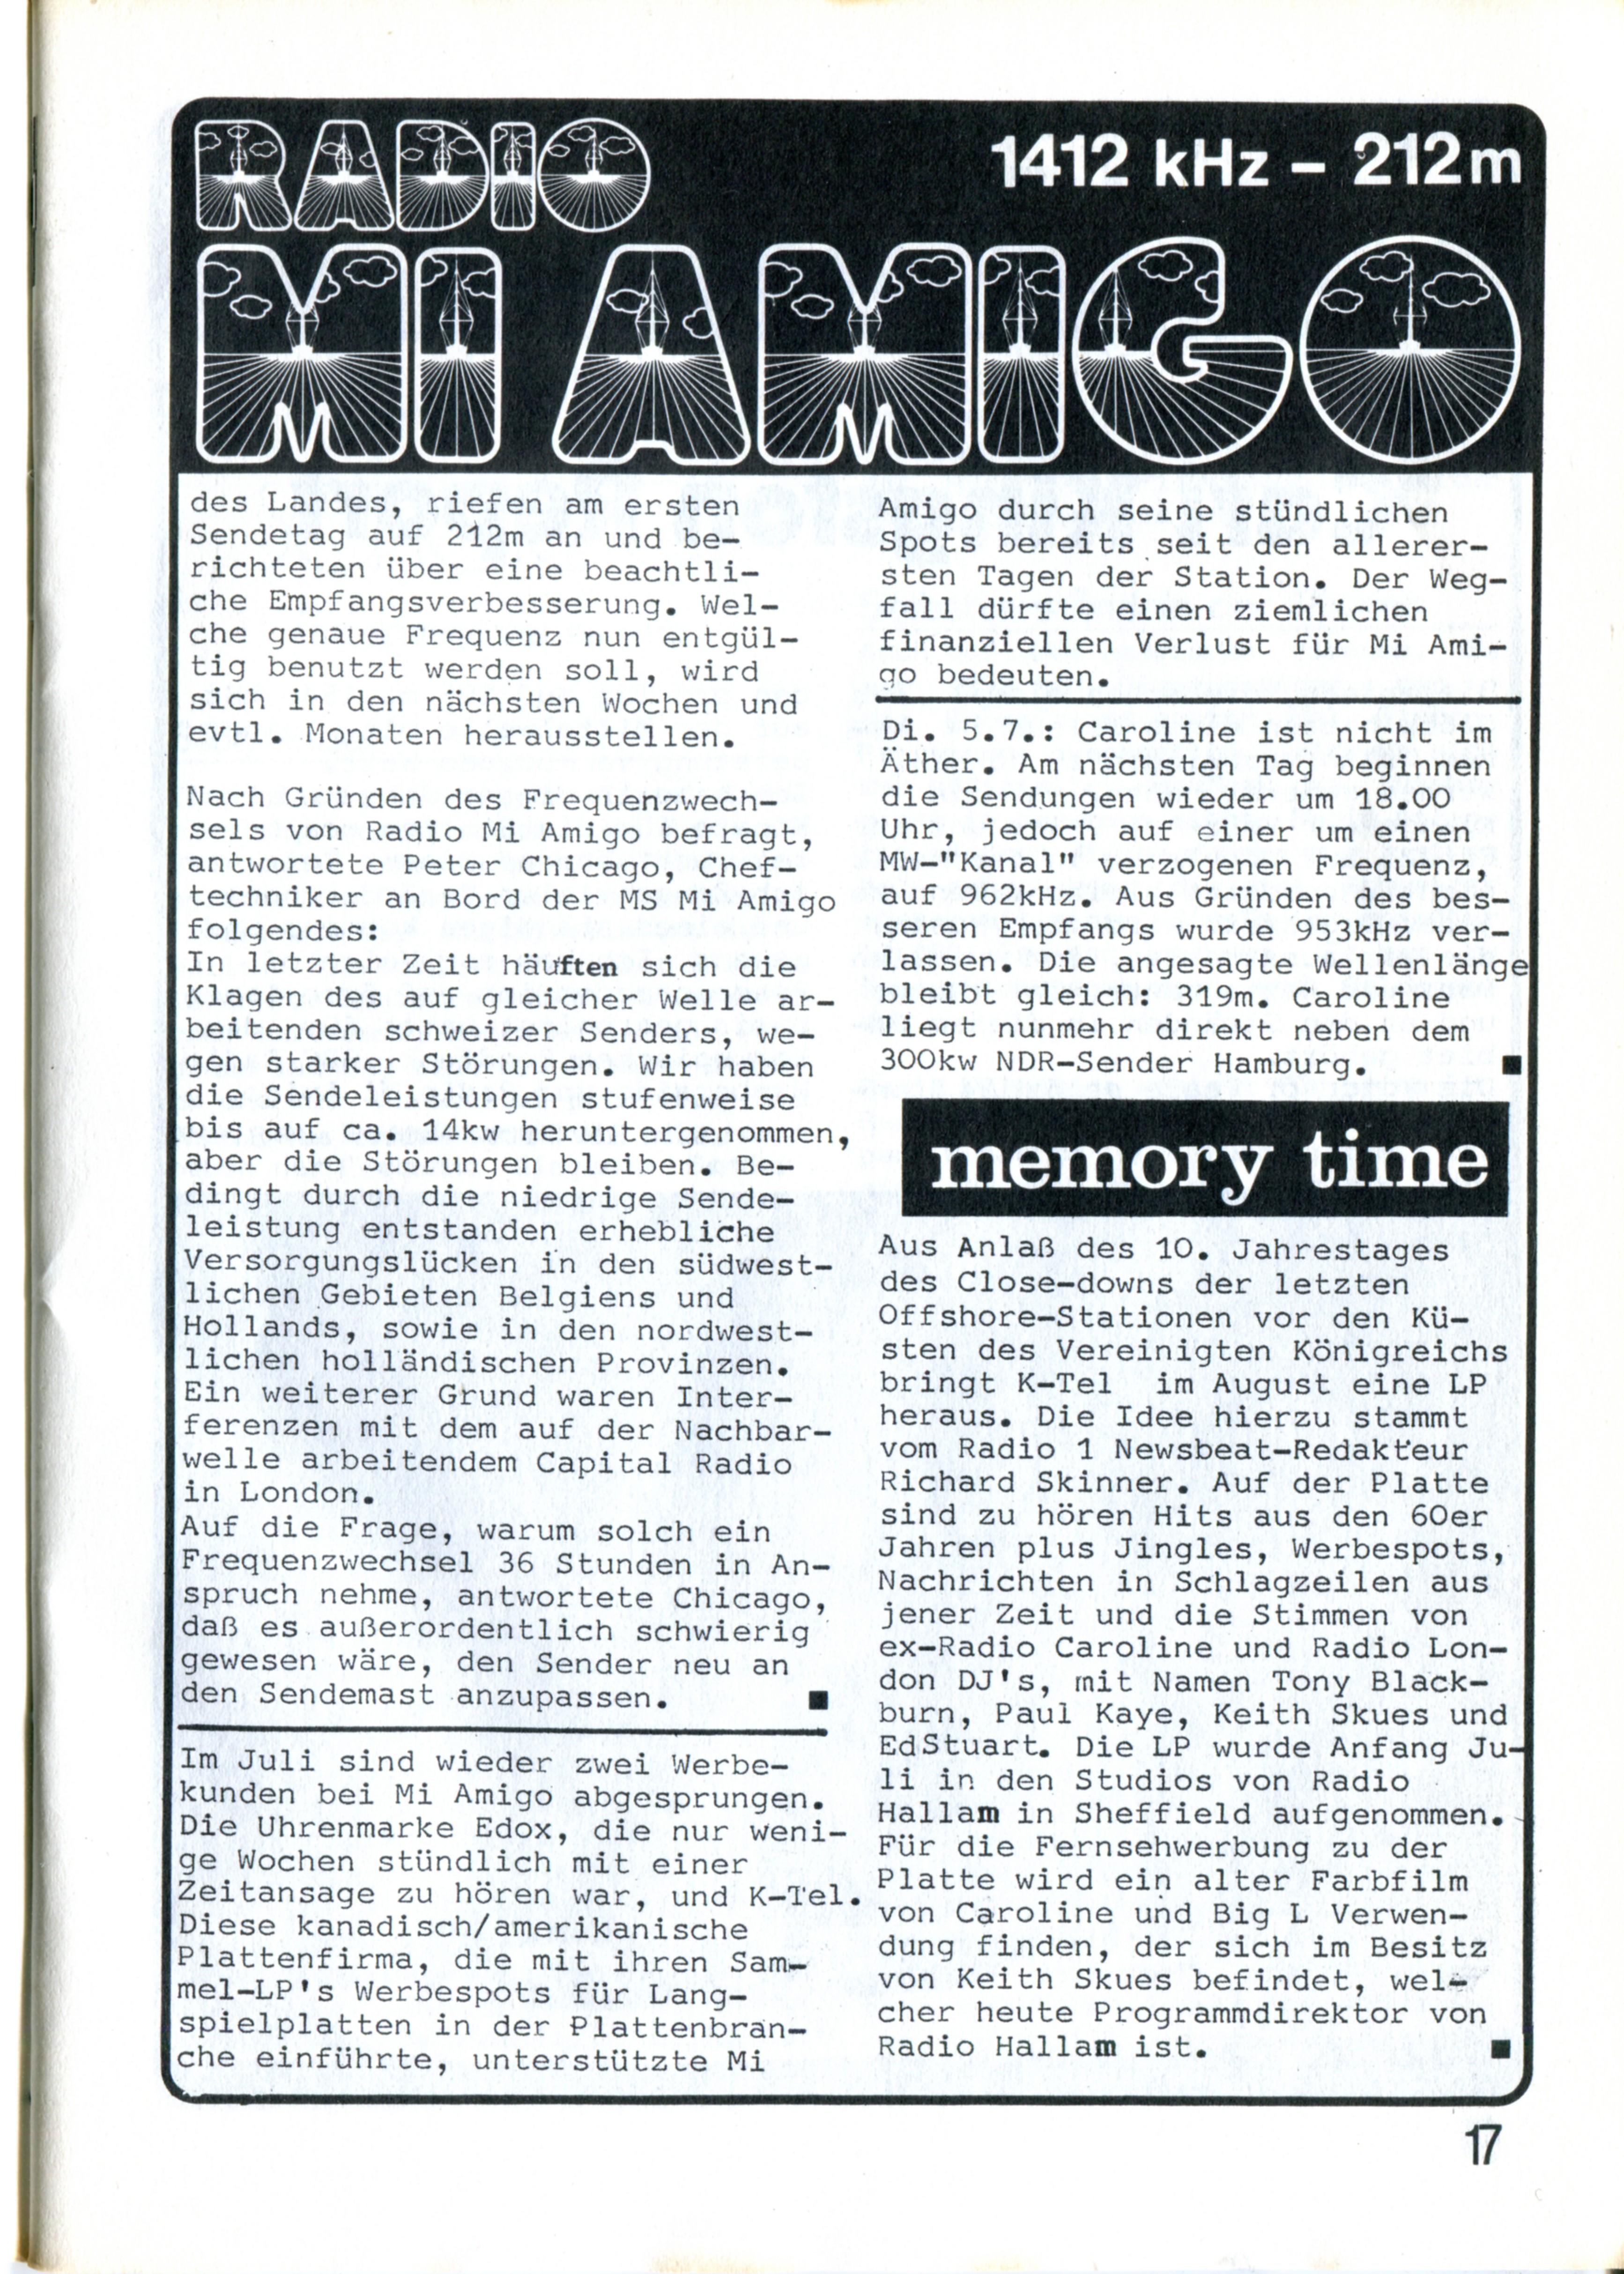 RADIO
1412 kHz - 212m
MI AMIGO
des Landes, riefen am ersten
Sendetag auf 212m an und be-
richteten über eine beachtli-
che Empfangsverbesserung. Wel-
che genaue Frequenz nun entgül-
tig benutzt werden soll, wird
sich in den nächsten Wochen und
evtl. Monaten herausstellen.
Nach Gründen des Frequenzwech-
sels von Radio Mi Amigo befragt,
antwortete Peter Chicago, Chef-
techniker an Bord der MS Mi Amigo
folgendes:
In letzter Zeit häuften sich die
Klagen des auf gleicher Welle ar-
beitenden schweizer Senders, we-
gen starker Störungen. Wir haben
die Sendeleistungen stufenweise
bis auf ca. 14kw heruntergenommen,
aber die Störungen bleiben. Be-
dingt durch die niedrige Sende-
leistung entstanden erhebliche
Versorgungslücken in den südwest-
lichen Gebieten Belgiens und
Hollands, sowie in den nordwest-
lichen holländischen Provinzen.
Ein weiterer Grund waren Inter-
ferenzen mit dem auf der Nachbar-
welle arbeitendem Capital Radio
in London.
Auf die Frage, warum solch ein
Frequenzwechsel 36 Stunden in An-
spruch nehme, antwortete Chicago,
daß es außerordentlich schwierig
gewesen wäre, den Sender neu an
den Sendemast anzupassen.
Im Juli sind wieder zwei Werbe-
kunden bei Mi Amigo abgesprungen.
Die Uhrenmarke Edox, die nur weni-
ge Wochen stündlich mit einer
Zeitansage zu hören war, und K-Tel.
Diese kanadisch/amerikanische
Plattenfirma, die mit ihren Sam-
mel-LP's Werbespots für Lang-
spielplatten in der Plattenbran-
che einführte, unterstützte Mi
Amigo durch seine stündlichen
Spots bereits seit den allerer-
sten Tagen der Station. Der Weg-
fall dürfte einen ziemlichen
finanziellen Verlust für Mi Ami-
go bedeuten.
Di. 5.7.: Caroline ist nicht im
Äther. Am nächsten Tag beginnen
die Sendungen wieder um 18.00
Uhr, jedoch auf einer um einen
MW-"Kanal" verzogenen Frequenz,
auf 962kHz. Aus Gründen des bes-
seren Empfangs wurde 953kHz ver-
lassen. Die angesagte Wellenlänge
bleibt gleich: 319m. Caroline
liegt nunmehr direkt neben dem
300kw NDR-Sender Hamburg.
memory time
Aus Anlaß des 10. Jahrestages
des Close-downs der letzten
Offshore-Stationen vor den Kü-
sten des Vereinigten Königreichs
bringt K-Tel im August eine LP
heraus. Die Idee hierzu stammt
vom Radio 1 Newsbeat-Redakteur
Richard Skinner. Auf der Platte
sind zu hören Hits aus den 60er
Jahren plus Jingles, Werbespots,
Nachrichten in Schlagzeilen aus
jener Zeit und die Stimmen von
ex-Radio Caroline und Radio Lon-
don DJ's, mit Namen Tony Black-
burn, Paul Kaye, Keith Skues und
EdStuart. Die LP wurde Anfang Ju-
li in den Studios von Radio
Hallam in Sheffield aufgenommen.
Für die Fernsehwerbung zu der
Platte wird ein alter Farbfilm
von Caroline und Big L Verwen-
dung finden, der sich im Besitz
von Keith Skues befindet, wel-
cher heute Programmdirektor von
Radio Hallam ist.
17